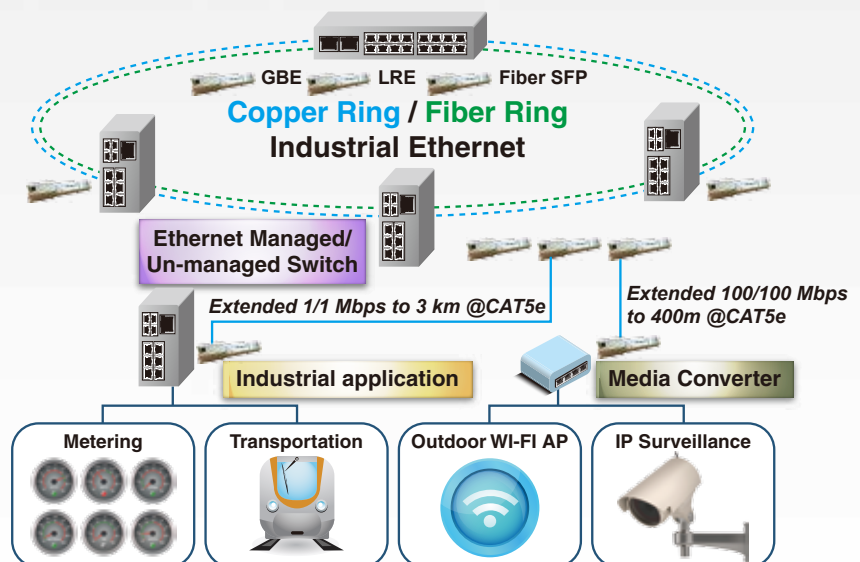 GBE LRE Fiber SFP
Copper Ring / Fiber Ring
Industrial Ethernet
Ethernet Managed/
Un-managed Switch
Extended 1/1 Mbps to 3 km @CAT5e
Extended 100/100 Mbps
to 400m @CAT5e
Industrial application
Media Converter
Metering
Transportation
Outdoor WI-FI AP
IP Surveillance